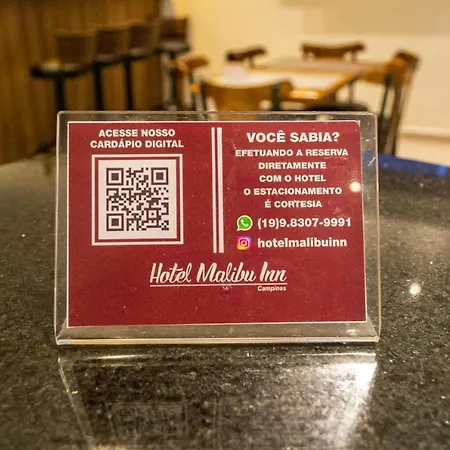 ACESSE NOSSO
CARDÁPIO DIGITAL
VOCÊ SABIA?
EFETUANDO A RESERVA
DIRETAMENTE
COM O HOTEL
O ESTACIONAMENTO
É CORTESIA
(19)9.8307-9991
hotelmalibuinn
Hotel Malibu Inn
Campinas